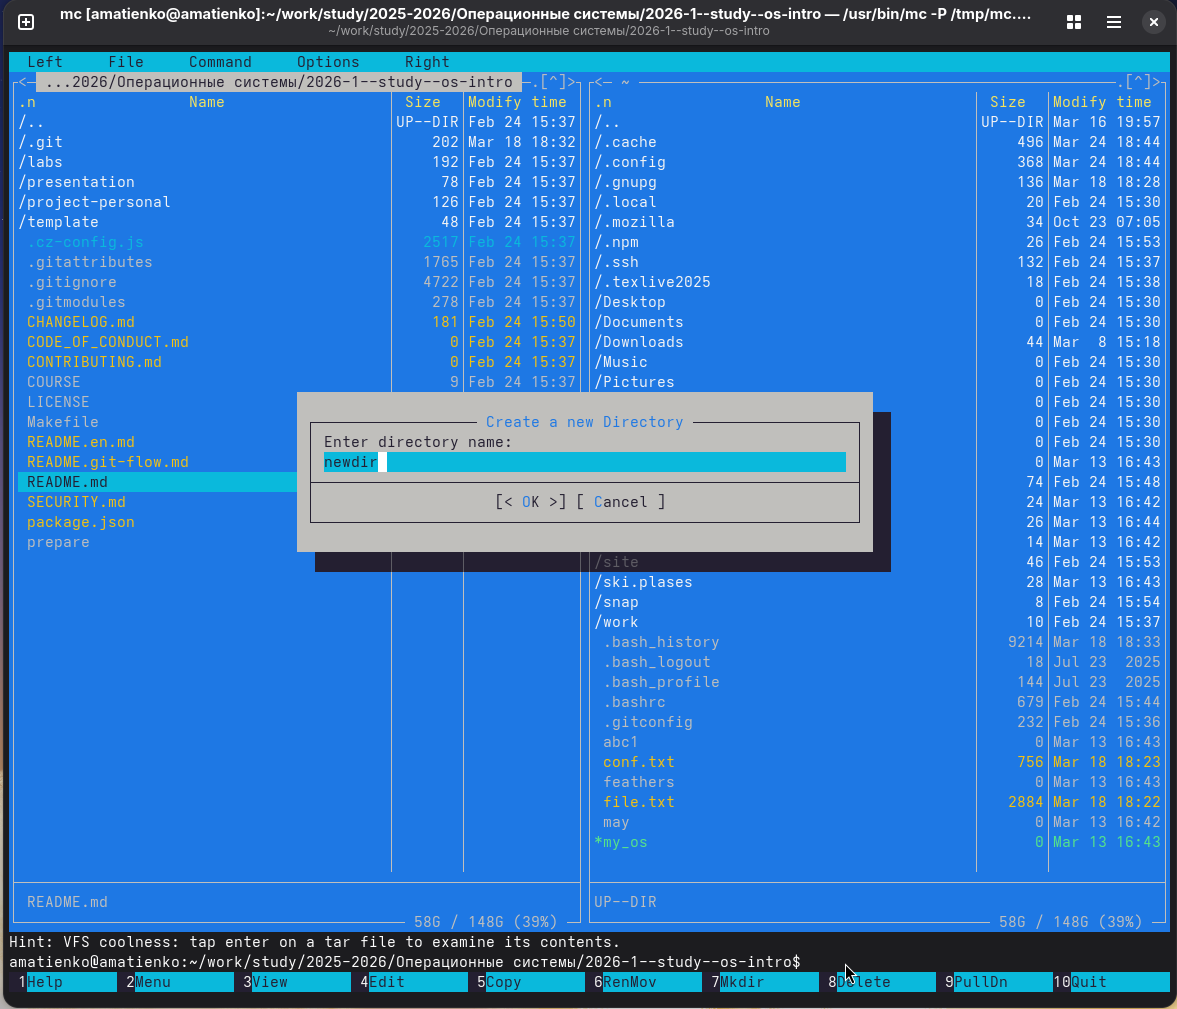 mc [amatienko@amatienko]:~/work/study/2025-2026/Операционные системы/2026-1--study--os-intro — /usr/bin/mc -P /tmp/mc....
~/work/study/2025-2026/Операционные системы/2026-1--study--os-intro
Left File Command Options Right
<— ...2026/Операционные системы/2026-1--study--os-intro —.[^]>
.n Name Size Modify time
/.. UP--DIR Feb 24 15:37
/.git 202 Mar 18 18:32
/labs 192 Feb 24 15:37
/presentation 78 Feb 24 15:37
/project-personal 126 Feb 24 15:37
/template 48 Feb 24 15:37
.cz-config.js 2517 Feb 24 15:37
.gitattributes 1765 Feb 24 15:37
.gitignore 4722 Feb 24 15:37
.gitmodules 278 Feb 24 15:37
CHANGELOG.md 181 Feb 24 15:50
CODE_OF_CONDUCT.md 0 Feb 24 15:37
CONTRIBUTING.md 0 Feb 24 15:37
COURSE 9 Feb 24 15:37
LICENSE
Makefile
README.en.md
README.git-flow.md
README.md
SECURITY.md
package.json
prepare
README.md
58G / 148G (39%)
<— ~ —.[^]>
.n Name Size Modify time
/.. UP--DIR Mar 16 19:57
/.cache 496 Mar 24 18:44
/.config 368 Mar 24 18:44
/.gnupg 136 Mar 18 18:28
/.local 20 Feb 24 15:30
/.mozilla 34 Oct 23 07:05
/.npm 26 Feb 24 15:53
/.ssh 132 Feb 24 15:37
/.texlive2025 18 Feb 24 15:38
/Desktop 0 Feb 24 15:30
/Documents 0 Feb 24 15:30
/Downloads 44 Mar 8 15:18
/Music 0 Feb 24 15:30
/Pictures 0 Feb 24 15:30
0 Feb 24 15:30
0 Feb 24 15:30
0 Feb 24 15:30
0 Mar 13 16:43
74 Feb 24 15:48
24 Mar 13 16:42
26 Mar 13 16:44
14 Mar 13 16:42
/site 46 Feb 24 15:53
/ski.plases 28 Mar 13 16:43
/snap 8 Feb 24 15:54
/work 10 Feb 24 15:37
.bash_history 9214 Mar 18 18:33
.bash_logout 18 Jul 23 2025
.bash_profile 144 Jul 23 2025
.bashrc 679 Feb 24 15:44
.gitconfig 232 Feb 24 15:36
abc1 0 Mar 13 16:43
conf.txt 756 Mar 18 18:23
feathers 0 Mar 13 16:43
file.txt 2884 Mar 18 18:22
may 0 Mar 13 16:42
*my_os 0 Mar 13 16:43
UP--DIR
58G / 148G (39%)
Create a new Directory
Enter directory name:
newdir
[< OK >] [ Cancel ]
Hint: VFS coolness: tap enter on a tar file to examine its contents.
amatienko@amatienko:~/work/study/2025-2026/Операционные системы/2026-1--study--os-intro$
1Help 2Menu 3View 4Edit 5Copy 6RenMov 7Mkdir 8Delete 9PullDn 10Quit